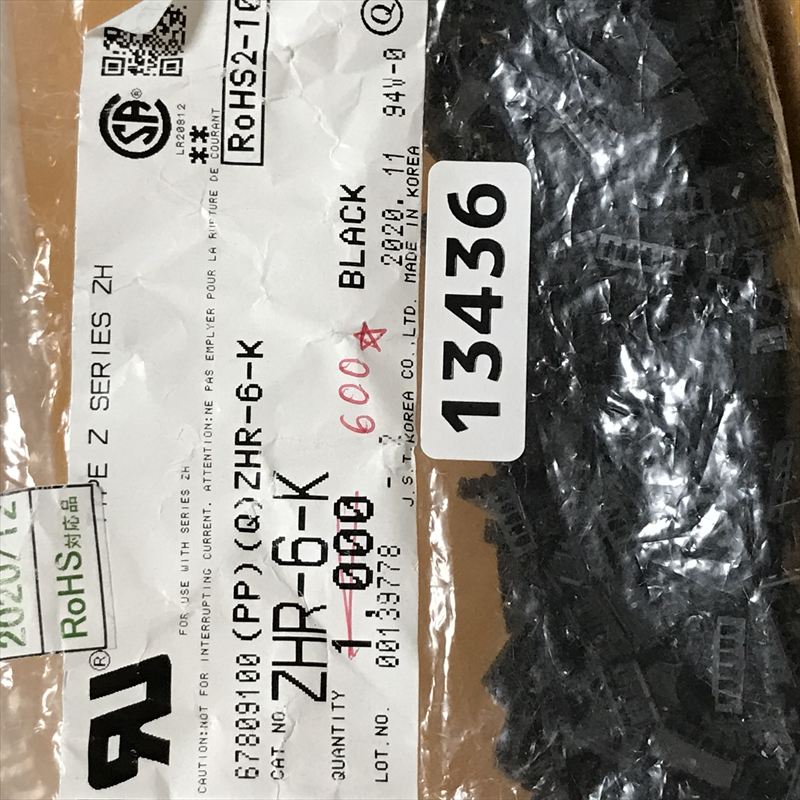 RoHS2-10
LR20812
**
TYPE Z SERIES ZH
FOR USE WITH SERIES ZH
CAUTION:NOT FOR INTERRUPTING CURRENT. ATTENTION:NE PAS EMPLYER POUR LA RUPTURE DE COURANT
67809100(PP)(Q)ZHR-6-K
CAT.NO. ZHR-6-K BLACK
QUANTITY 1,000 600☆
LOT.NO. 00139778 2020.11 94V-0
J.S.T.KOREA CO.,LTD. MADE IN KOREA
Q
13436
2020/12
RoHS対応品